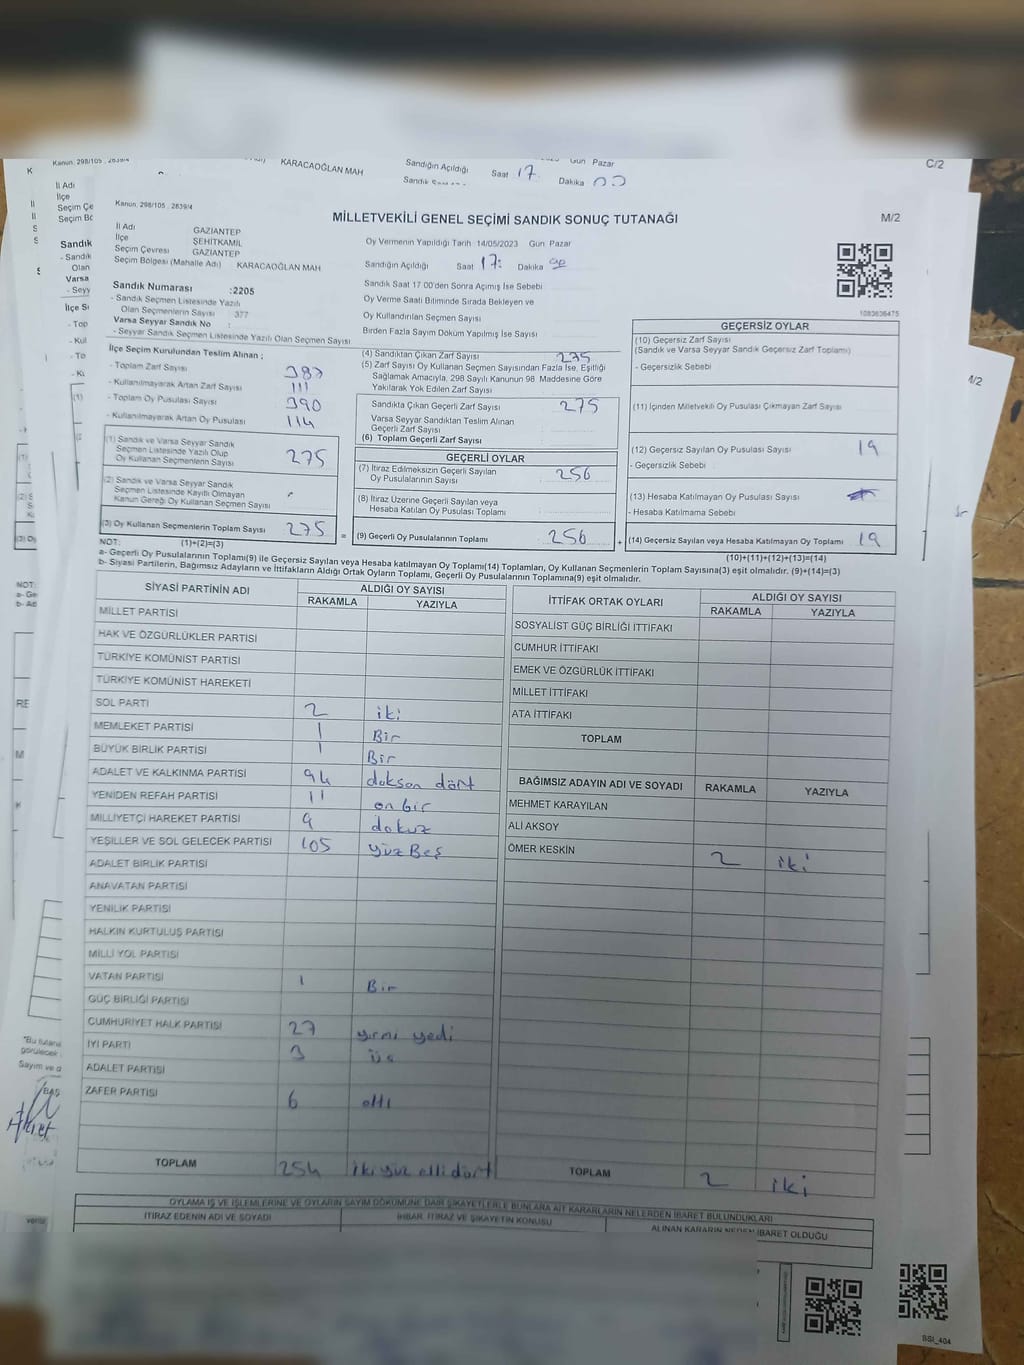 Kanun. 298/105 . 2839/4
KARACAOĞLAN MAH
Sandığın Açıldığı
Saat 17.
Gün Pazar
Dakika
C/2
K
İl Adı
İlçe
Seçim Çe
Seçim Bö
Kanun, 298/105 , 2839/4
MİLLETVEKİLİ GENEL SEÇİMİ SANDIK SONUÇ TUTANAĞI
M/2
İl Adı GAZİANTEP
İlçe ŞEHİTKAMİL
Seçim Çevresi GAZİANTEP
Seçim Bölgesi (Mahalle Adı) KARACAOĞLAN MAH
Sandık Numarası :2205
- Sandık Seçmen Listesinde Yazılı
Olan Seçmenlerin Sayısı 377
Varsa Seyyar Sandık No :
- Seyyar Sandık Seçmen Listesinde Yazılı Olan Seçmen Sayısı
Oy Vermenin Yapıldığı Tarih 14/05/2023 Gün Pazar
Sandığın Açıldığı Saat 17: Dakika
Sandık Saat 17.00'den Sonra Açımış İse Sebebi
Oy Verme Saati Bitiminde Sırada Bekleyen ve
Oy Kullandırılan Seçmen Sayısı
Birden Fazla Sayım Döküm Yapılmış İse Sayısı
1083636475
İlçe Seçim Kurulundan Teslim Alınan ;
- Toplam Zarf Sayısı 387
- Kullanılmayarak Artan Zarf Sayısı 111
- Toplam Oy Pusulası Sayısı 390
- Kullanılmayarak Artan Oy Pusulası 114
(1) Sandık ve Varsa Seyyar Sandık
Seçmen Listesinde Yazılı Olup
Oy Kullanan Seçmenlerin Sayısı 275
(2) Sandık ve Varsa Seyyar Sandık
Seçmen Listesinde Kayıtlı Olmayan
Kanun Gereği Oy Kullanan Seçmen Sayısı
(3) Oy Kullanan Seçmenlerin Toplam Sayısı 275 =
(4) Sandıktan Çıkan Zarf Sayısı 275
(5) Zarf Sayısı Oy Kullanan Seçmen Sayısından Fazla İse, Eşitliği
Sağlamak Amacıyla, 298 Sayılı Kanunun 98 Maddesine Göre
Yakılarak Yok Edilen Zarf Sayısı
Sandıkta Çıkan Geçerli Zarf Sayısı 275
Varsa Seyyar Sandıktan Teslim Alınan
Geçerli Zarf Sayısı
(6) Toplam Geçerli Zarf Sayısı
GEÇERLİ OYLAR
(7) İtiraz Edilmeksizin Geçerli Sayılan
Oy Pusulalarının Sayısı 256
(8) İtiraz Üzerine Geçerli Sayılan veya
Hesaba Katılan Oy Pusulası Toplamı
(9) Geçerli Oy Pusulalarının Toplamı 256 +
GEÇERSİZ OYLAR
(10) Geçersiz Zarf Sayısı
(Sandık ve Varsa Seyyar Sandık Geçersiz Zarf Toplamı)
- Geçersizlik Sebebi
(11) İçinden Milletvekili Oy Pusulası Çıkmayan Zarf Sayısı
(12) Geçersiz Sayılan Oy Pusulası Sayısı 19
- Geçersizlik Sebebi
(13) Hesaba Katılmayan Oy Pusulası Sayısı
- Hesaba Katılmama Sebebi
(14) Geçersiz Sayılan veya Hesaba Katılmayan Oy Toplamı 19
NOT: (1)+(2)=(3)
(10)+(11)+(12)+(13)=(14)
a- Geçerli Oy Pusulalarının Toplamı(9) ile Geçersiz Sayılan veya Hesaba katılmayan Oy Toplamı(14) Toplamları, Oy Kullanan Seçmenlerin Toplam Sayısına(3) eşit olmalıdır. (9)+(14)=(3)
b- Siyasi Partilerin, Bağımsız Adayların ve İttifakların Aldığı Ortak Oyların Toplamı, Geçerli Oy Pusulalarının Toplamına(9) eşit olmalıdır.
SİYASİ PARTİNİN ADI
ALDIĞI OY SAYISI
RAKAMLA YAZIYLA
MİLLET PARTİSİ
HAK VE ÖZGÜRLÜKLER PARTİSİ
TÜRKİYE KOMÜNİST PARTİSİ
TÜRKİYE KOMÜNİST HAREKETİ
SOL PARTİ 2 iki
MEMLEKET PARTİSİ 1 Bir
BÜYÜK BİRLİK PARTİSİ 1 Bir
ADALET VE KALKINMA PARTİSİ 94 doksan dört
YENİDEN REFAH PARTİSİ 11 on bir
MİLLİYETÇİ HAREKET PARTİSİ 9 dokuz
YEŞİLLER VE SOL GELECEK PARTİSİ 105 yüz Beş
ADALET BİRLİK PARTİSİ
ANAVATAN PARTİSİ
YENİLİK PARTİSİ
HALKIN KURTULUŞ PARTİSİ
MİLLİ YOL PARTİSİ
VATAN PARTİSİ 1 Bir
GÜÇ BİRLİĞİ PARTİSİ
CUMHURİYET HALK PARTİSİ 27 yirmi yedi
İYİ PARTİ 3 üç
ADALET PARTİSİ
ZAFER PARTİSİ 6 altı
TOPLAM 254 iki yüz elli dört
İTTİFAK ORTAK OYLARI
ALDIĞI OY SAYISI
RAKAMLA YAZIYLA
SOSYALİST GÜÇ BİRLİĞİ İTTİFAKI
CUMHUR İTTİFAKI
EMEK VE ÖZGÜRLÜK İTTİFAKI
MİLLET İTTİFAKI
ATA İTTİFAKI
TOPLAM
BAĞIMSIZ ADAYIN ADI VE SOYADI RAKAMLA YAZIYLA
MEHMET KARAYILAN
ALİ AKSOY
ÖMER KESKİN 2 iki
TOPLAM 2 iki
OYLAMA İŞ VE İŞLEMLERİNE VE OYLARIN SAYIM DÖKÜMÜNE DAİR ŞİKAYETLERLE BUNLARA AİT KARARLARIN NELERDEN İBARET BULUNDUKLARI
İTİRAZ EDENİN ADI VE SOYADI
İHBAR, İTİRAZ VE ŞİKAYETİN KONUSU
ALINAN KARARIN NEDEN İBARET OLDUĞU
SSI_404